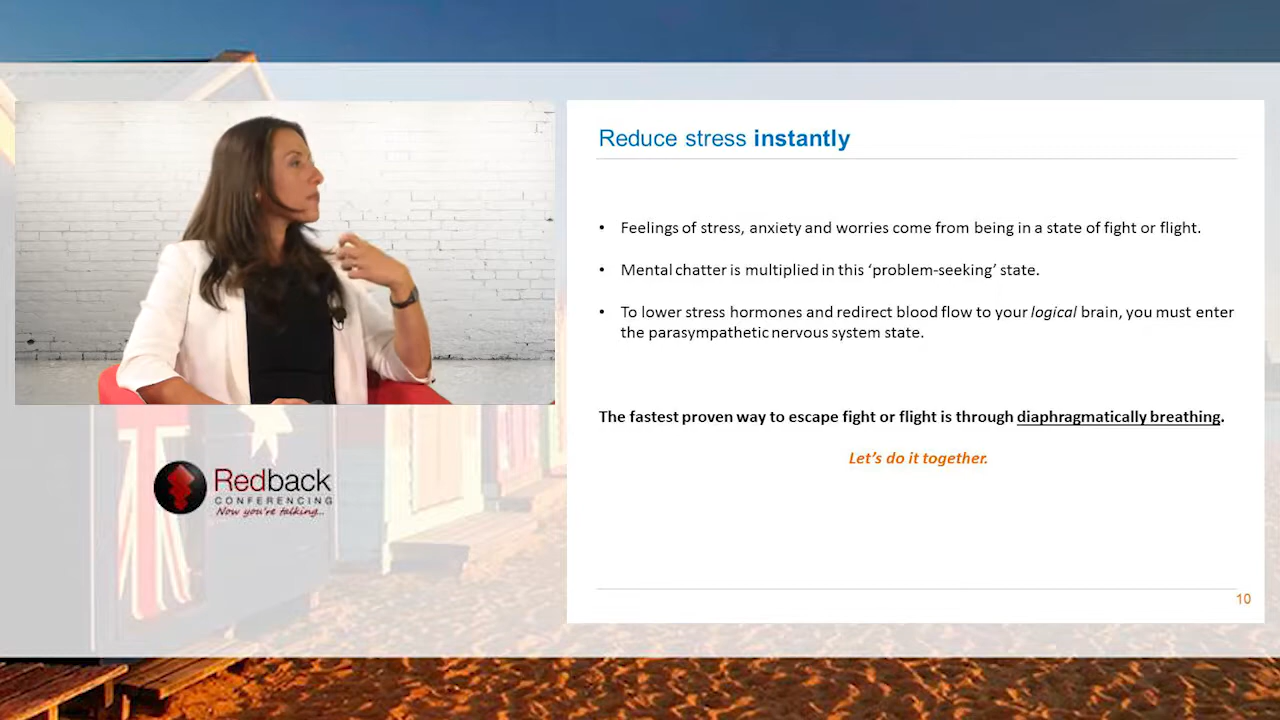 Reduce stress instantly
• Feelings of stress, anxiety and worries come from being in a state of fight or flight.
• Mental chatter is multiplied in this ‘problem-seeking’ state.
• To lower stress hormones and redirect blood flow to your logical brain, you must enter
the parasympathetic nervous system state.
The fastest proven way to escape fight or flight is through diaphragmatically breathing.
Let’s do it together.
10
Redback
CONFERENCING
Now you're talking...